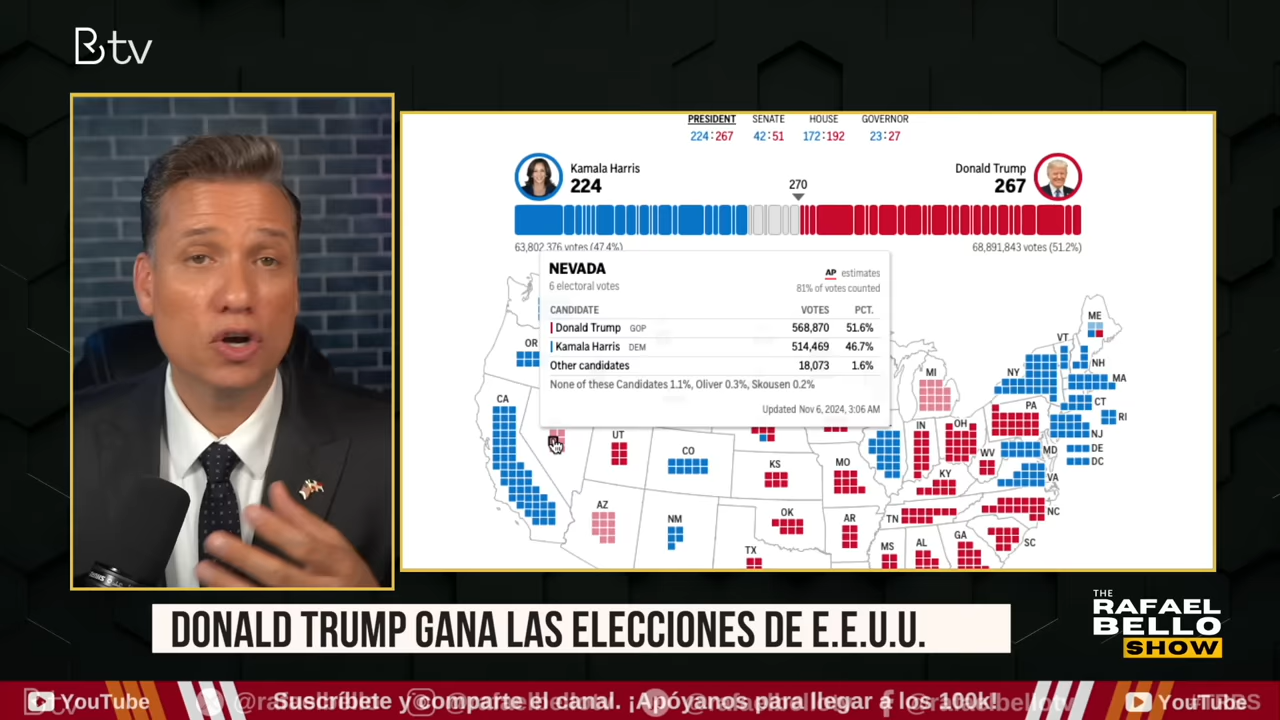 Btv
PRESIDENT SENATE HOUSE GOVERNOR
224:267 42:51 172:192 23:27
Kamala Harris
224
270
Donald Trump
267
63,802,376 votes (47.4%)
68,891,843 votes (51.2%)
NEVADA
6 electoral votes
AP estimates
81% of votes counted
CANDIDATE VOTES PCT.
Donald Trump GOP 568,870 51.6%
Kamala Harris DEM 514,469 46.7%
Other candidates 18,073 1.6%
None of these Candidates 1.1%, Oliver 0.3%, Skousen 0.2%
Updated Nov 6, 2024, 3:06 AM
ME
VT
OR
NH
MI
NY
MA
CA
CT
PA
RI
IN
OH
NJ
UT
CO
MD
DE
WV
DC
KS
MO
KY
VA
AZ
NM
OK
AR
TN
NC
MS
AL
GA
SC
TX
THE
RAFAEL
BELLO
SHOW
DONALD TRUMP GANA LAS ELECCIONES DE E.E.U.U.
YouTube
Suscríbete y comparte el canal. ¡Apóyanos para llegar a los 100k!
YouTube